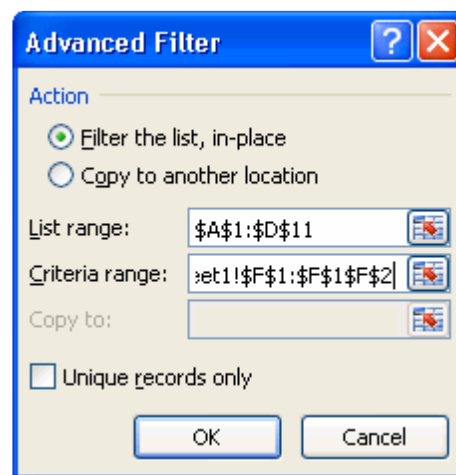 Advanced Filter
Action
Filter the list, in-place
Copy to another location
List range: $A$1:$D$11
Criteria range: eet1!$F$1:$F$1$F$2
Copy to:
Unique records only
OK Cancel